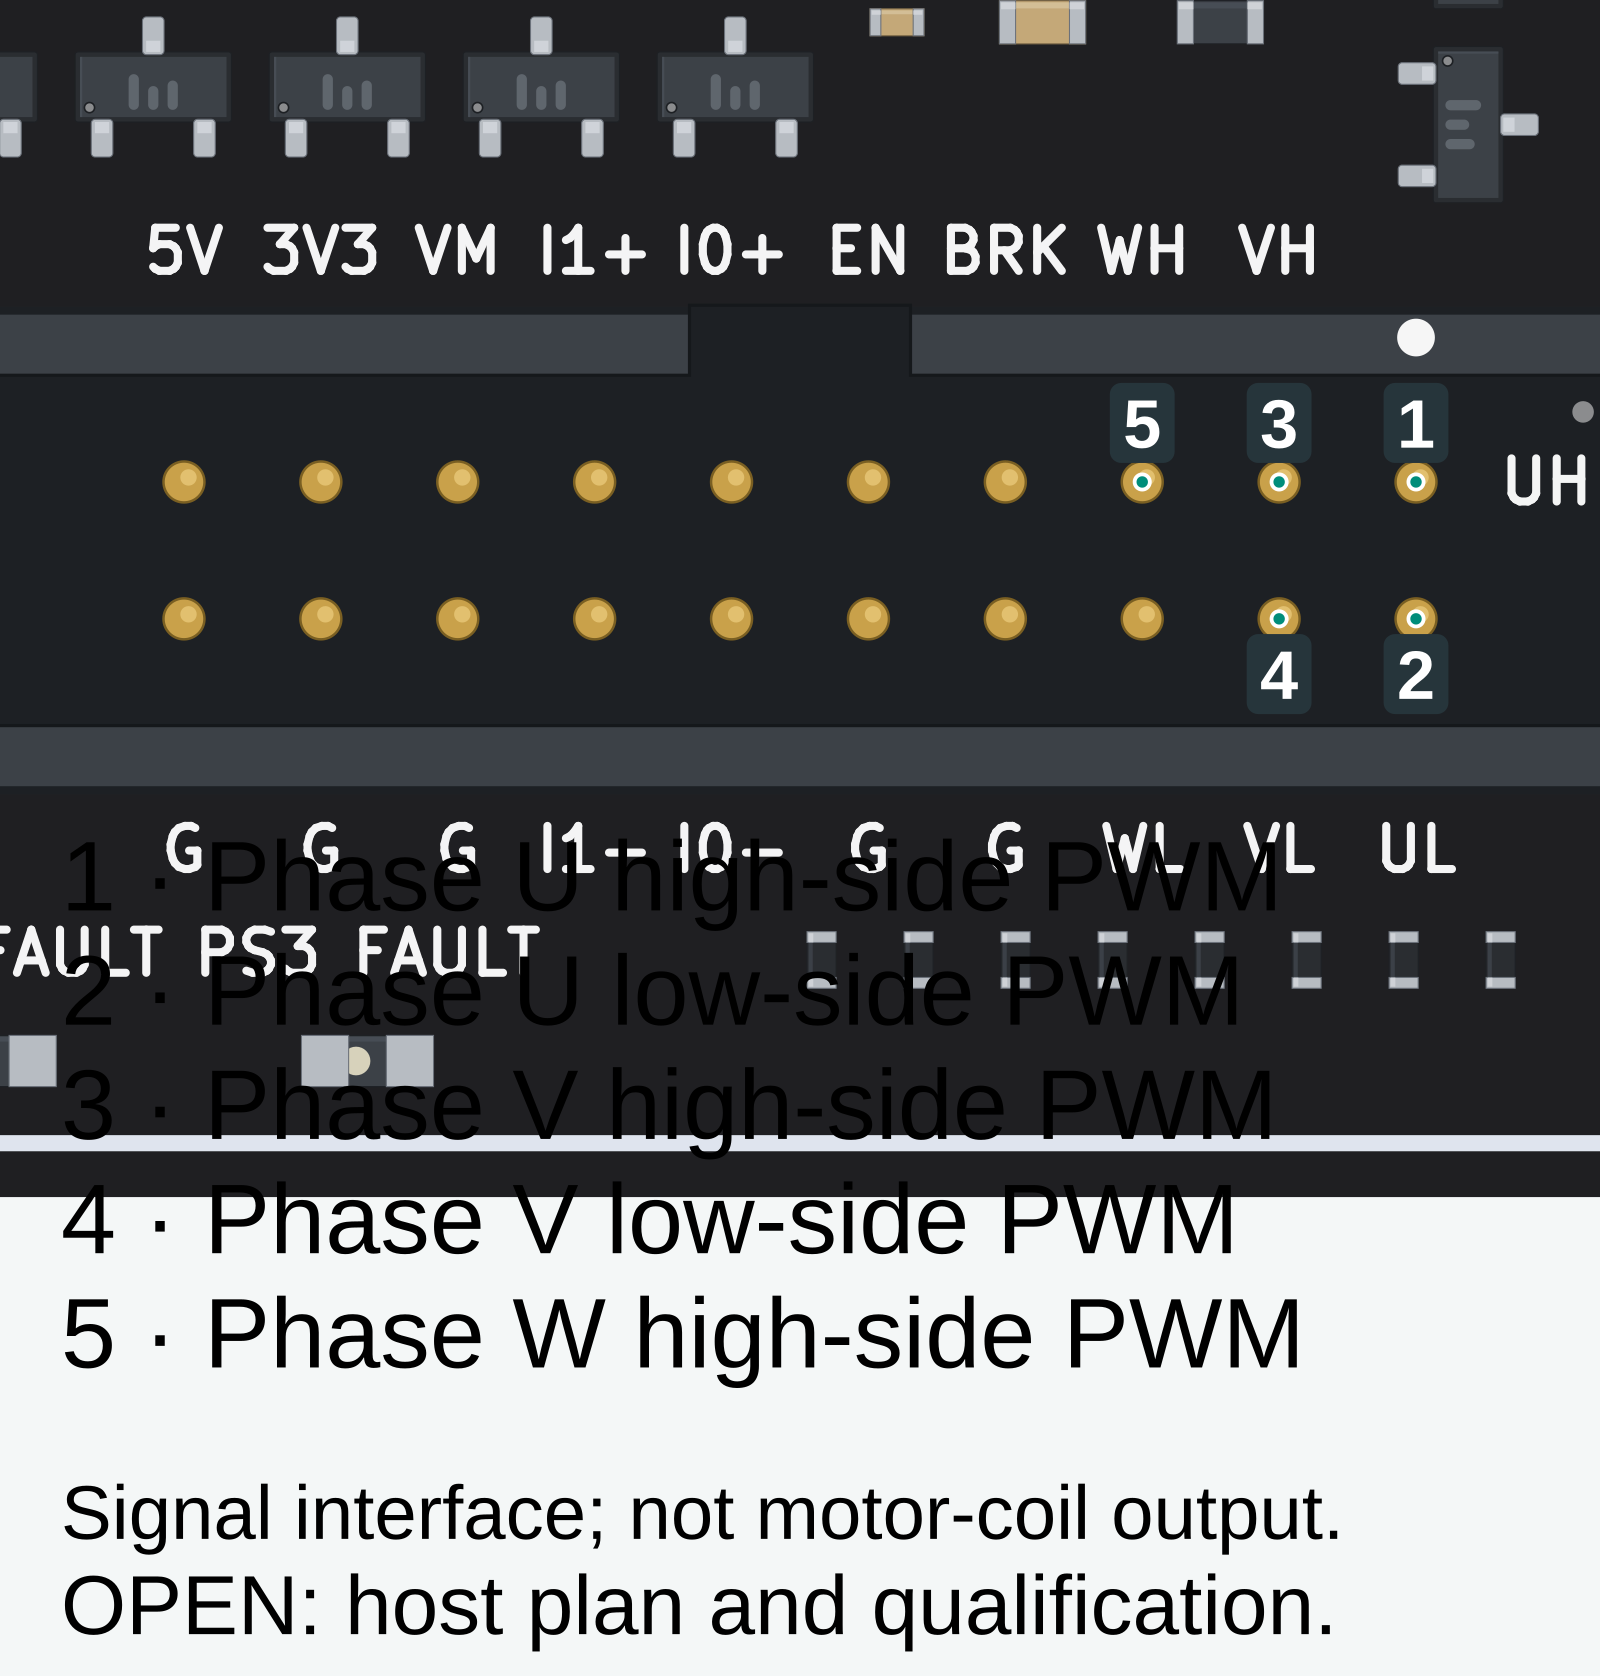 5V 3V3 VM I1+ I0+ EN BRK WH VH
5 3 1
UH
4 2
G G G I1- I0- G G WL VL UL
1 · Phase U high-side PWM
FAULT PS3 FAULT
2 · Phase U low-side PWM
3 · Phase V high-side PWM
4 · Phase V low-side PWM
5 · Phase W high-side PWM
Signal interface; not motor-coil output.
OPEN: host plan and qualification.